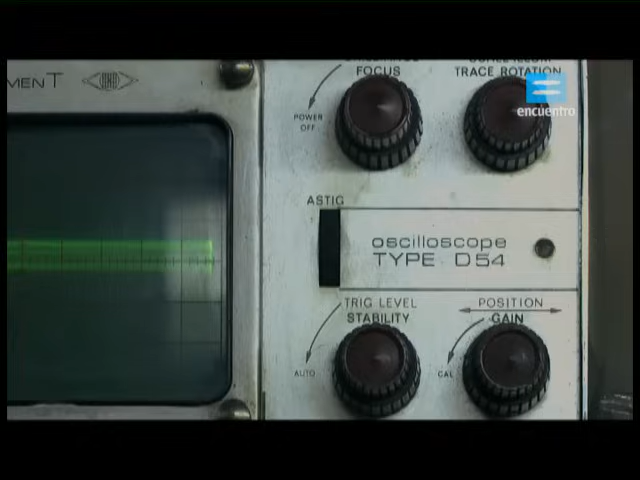 MENT
FOCUS
TRACE ROTATION
POWER
OFF
encuentro
ASTIG
oscilloscope
TYPE D54
TRIG LEVEL
STABILITY
AUTO
POSITION
GAIN
CAL